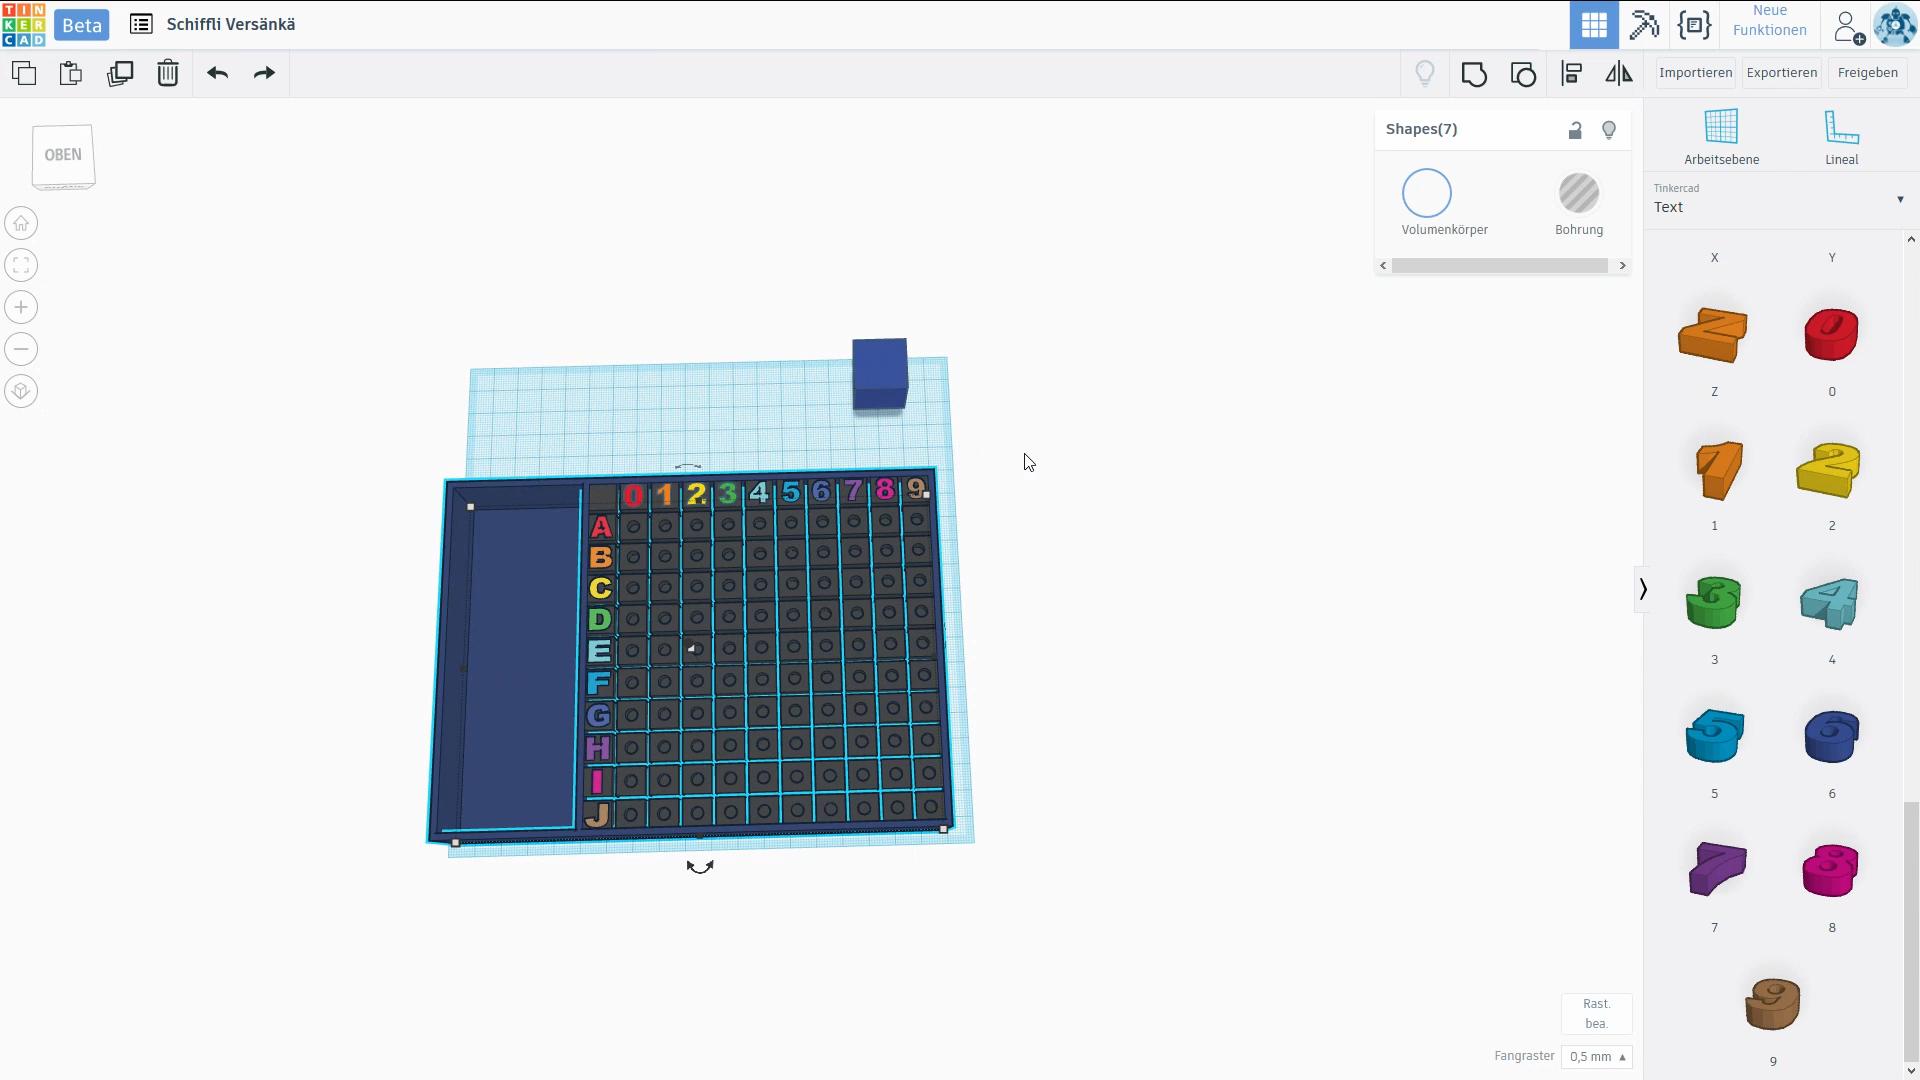 TIN
KER
CAD
Beta
Schiffli Versänkä
Neue
Funktionen
Importieren
Exportieren
Freigeben
OBEN
Shapes(7)
Volumenkörper
Bohrung
Arbeitsebene
Lineal
Tinkercad
Text
X
Y
Z
0
1
2
3
4
5
6
7
8
9
0 1 2 3 4 5 6 7 8 9
A
B
C
D
E
F
G
H
I
J
Rast.
bea.
Fangraster
0,5 mm